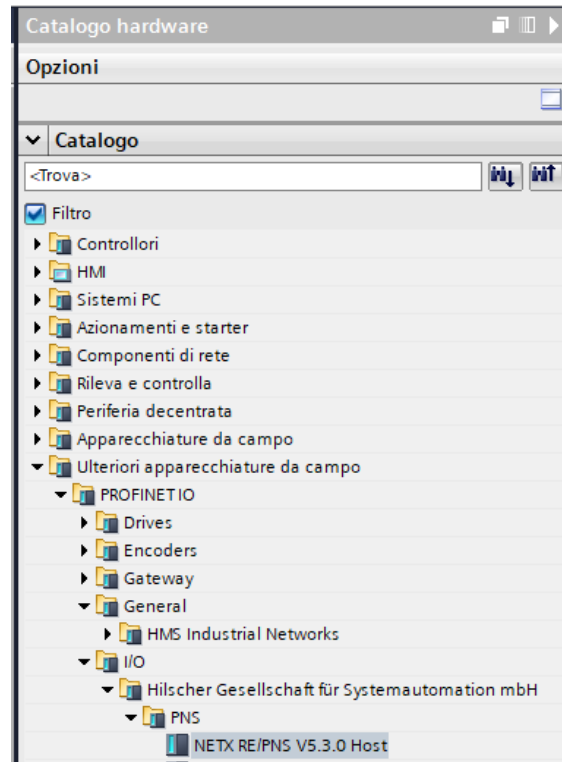 Catalogo hardware
Opzioni
Catalogo
<Trova>
Filtro
Controllori
HMI
Sistemi PC
Azionamenti e starter
Componenti di rete
Rileva e controlla
Periferia decentrata
Apparecchiature da campo
Ulteriori apparecchiature da campo
PROFINET IO
Drives
Encoders
Gateway
General
HMS Industrial Networks
I/O
Hilscher Gesellschaft für Systemautomation mbH
PNS
NETX RE/PNS V5.3.0 Host